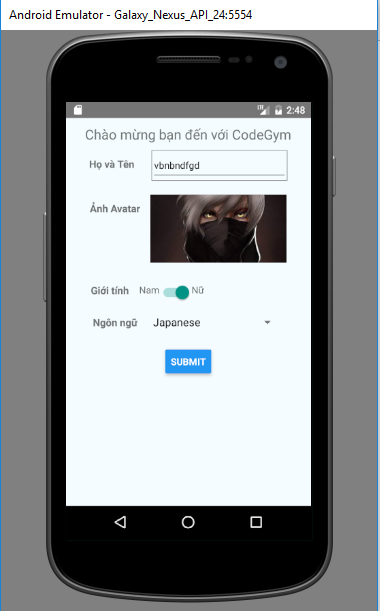 Android Emulator - Galaxy_Nexus_API_24:5554
LTE 2:48
Chào mừng bạn đến với CodeGym
Họ và Tên vbnbndfgd
Ảnh Avatar
Giới tính Nam Nữ
Ngôn ngữ Japanese
SUBMIT